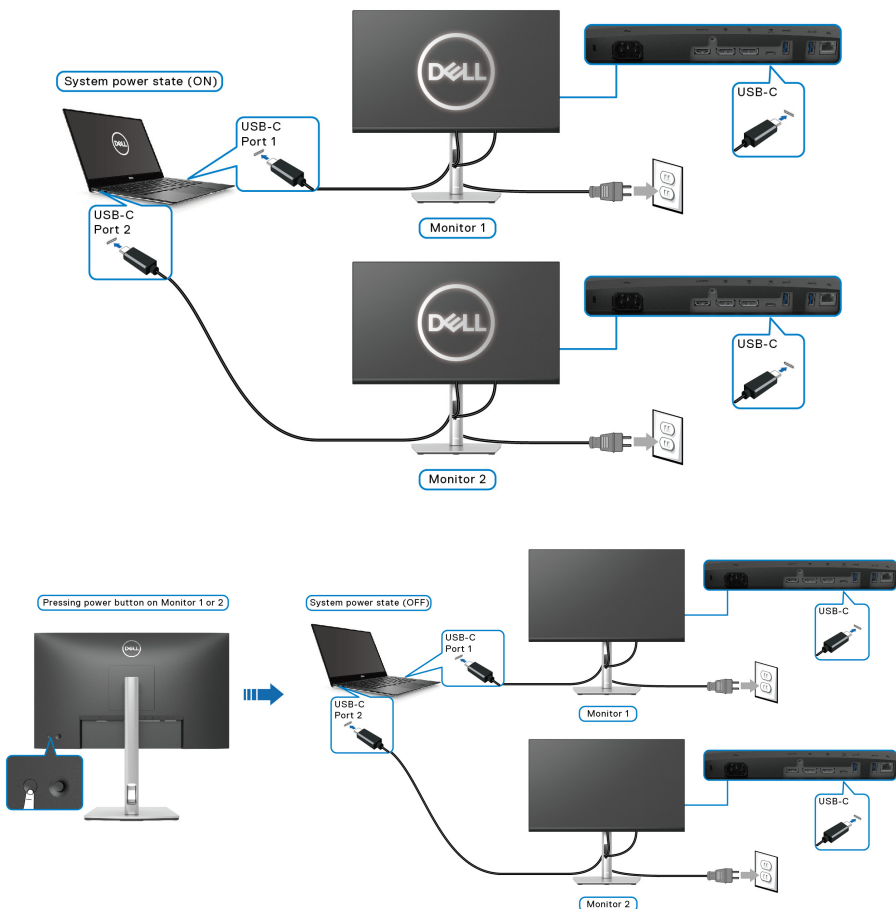 System power state (ON)
DELL
DELL
USB-C
Port 1
USB-C
USB-C
Port 2
Monitor 1
DELL
USB-C
Monitor 2
Pressing power button on Monitor 1 or 2
System power state (OFF)
DELL
USB-C
Port 1
USB-C
USB-C
Port 2
Monitor 1
USB-C
Monitor 2